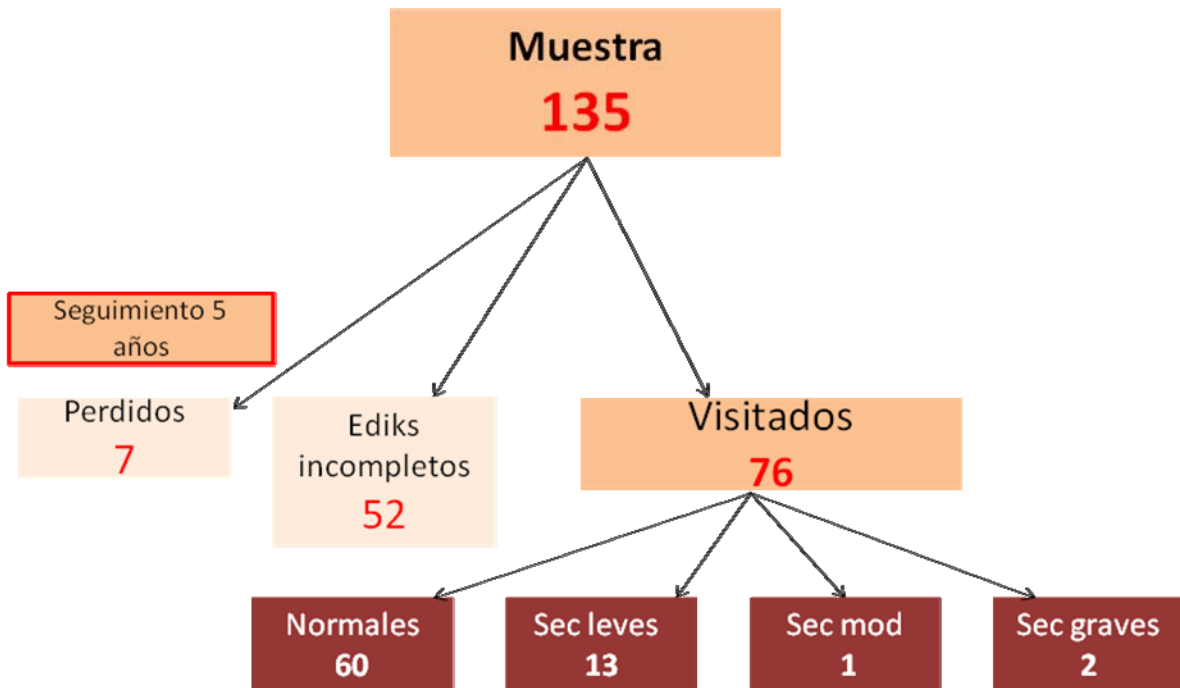 Muestra
135
Seguimiento 5
años
Perdidos
7
Ediks
incompletos
52
Visitados
76
Normales
60
Sec leves
13
Sec mod
1
Sec graves
2